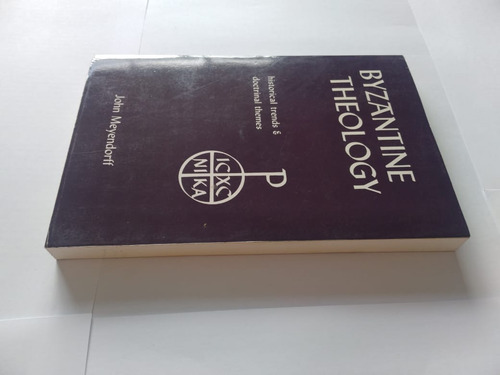 BYZANTINE
THEOLOGY
historical trends &
doctrinal themes
P
IC XC
NI KA
John Meyendorff